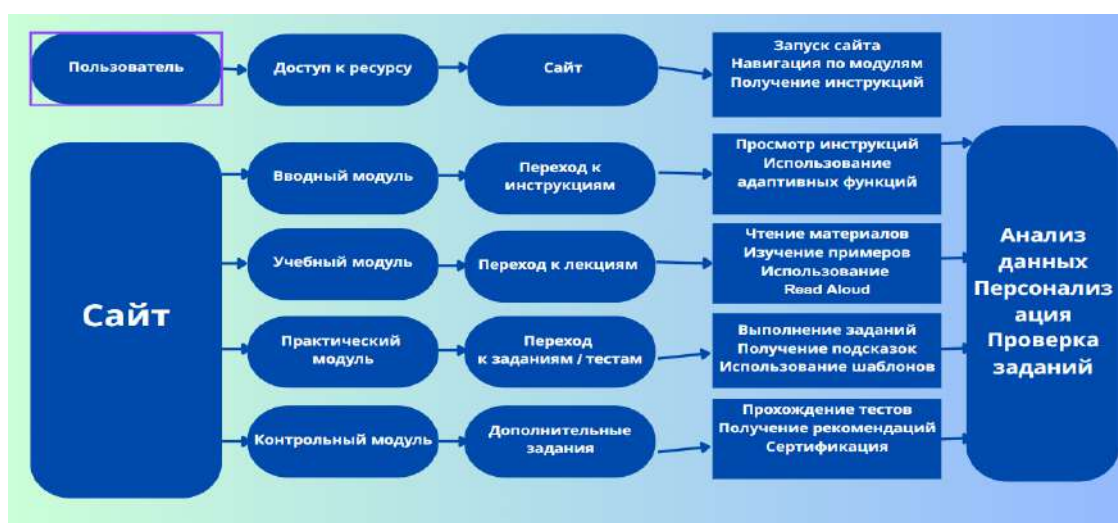 Пользователь
Доступ к ресурсу
Сайт
Запуск сайта
Навигация по модулям
Получение инструкций
Сайт
Вводный модуль
Переход к
инструкциям
Просмотр инструкций
Использование
адаптивных функций
Учебный модуль
Переход к лекциям
Чтение материалов
Изучение примеров
Использование
Read Aloud
Практический
модуль
Переход
к заданиям / тестам
Выполнение заданий
Получение подсказок
Использование шаблонов
Контрольный модуль
Дополнительные
задания
Прохождение тестов
Получение рекомендаций
Сертификация
Анализ
данных
Персонализ
ация
Проверка
заданий